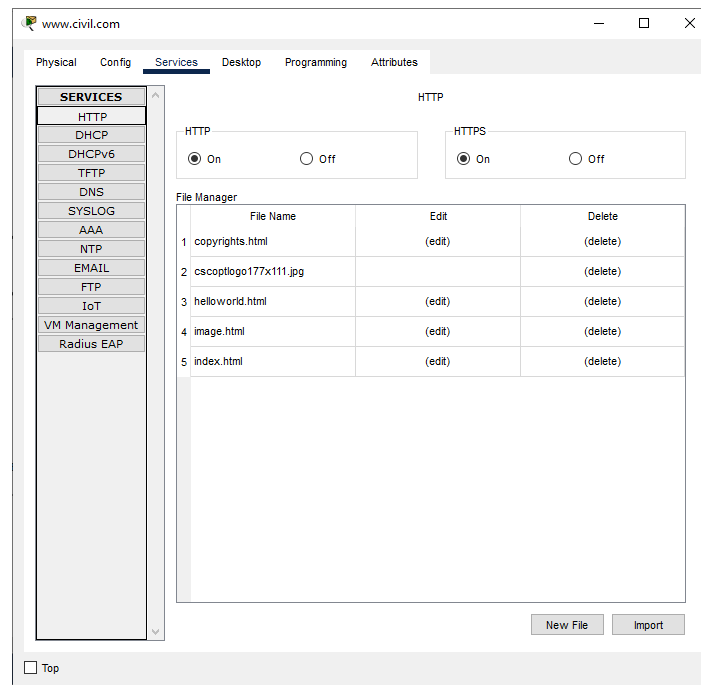 www.civil.com
Physical Config Services Desktop Programming Attributes
SERVICES
HTTP
DHCP
DHCPv6
TFTP
DNS
SYSLOG
AAA
NTP
EMAIL
FTP
IoT
VM Management
Radius EAP
HTTP
HTTP
On Off
HTTPS
On Off
File Manager
File Name Edit Delete
1 copyrights.html (edit) (delete)
2 cscoptlogo177x111.jpg (delete)
3 helloworld.html (edit) (delete)
4 image.html (edit) (delete)
5 index.html (edit) (delete)
New File Import
Top